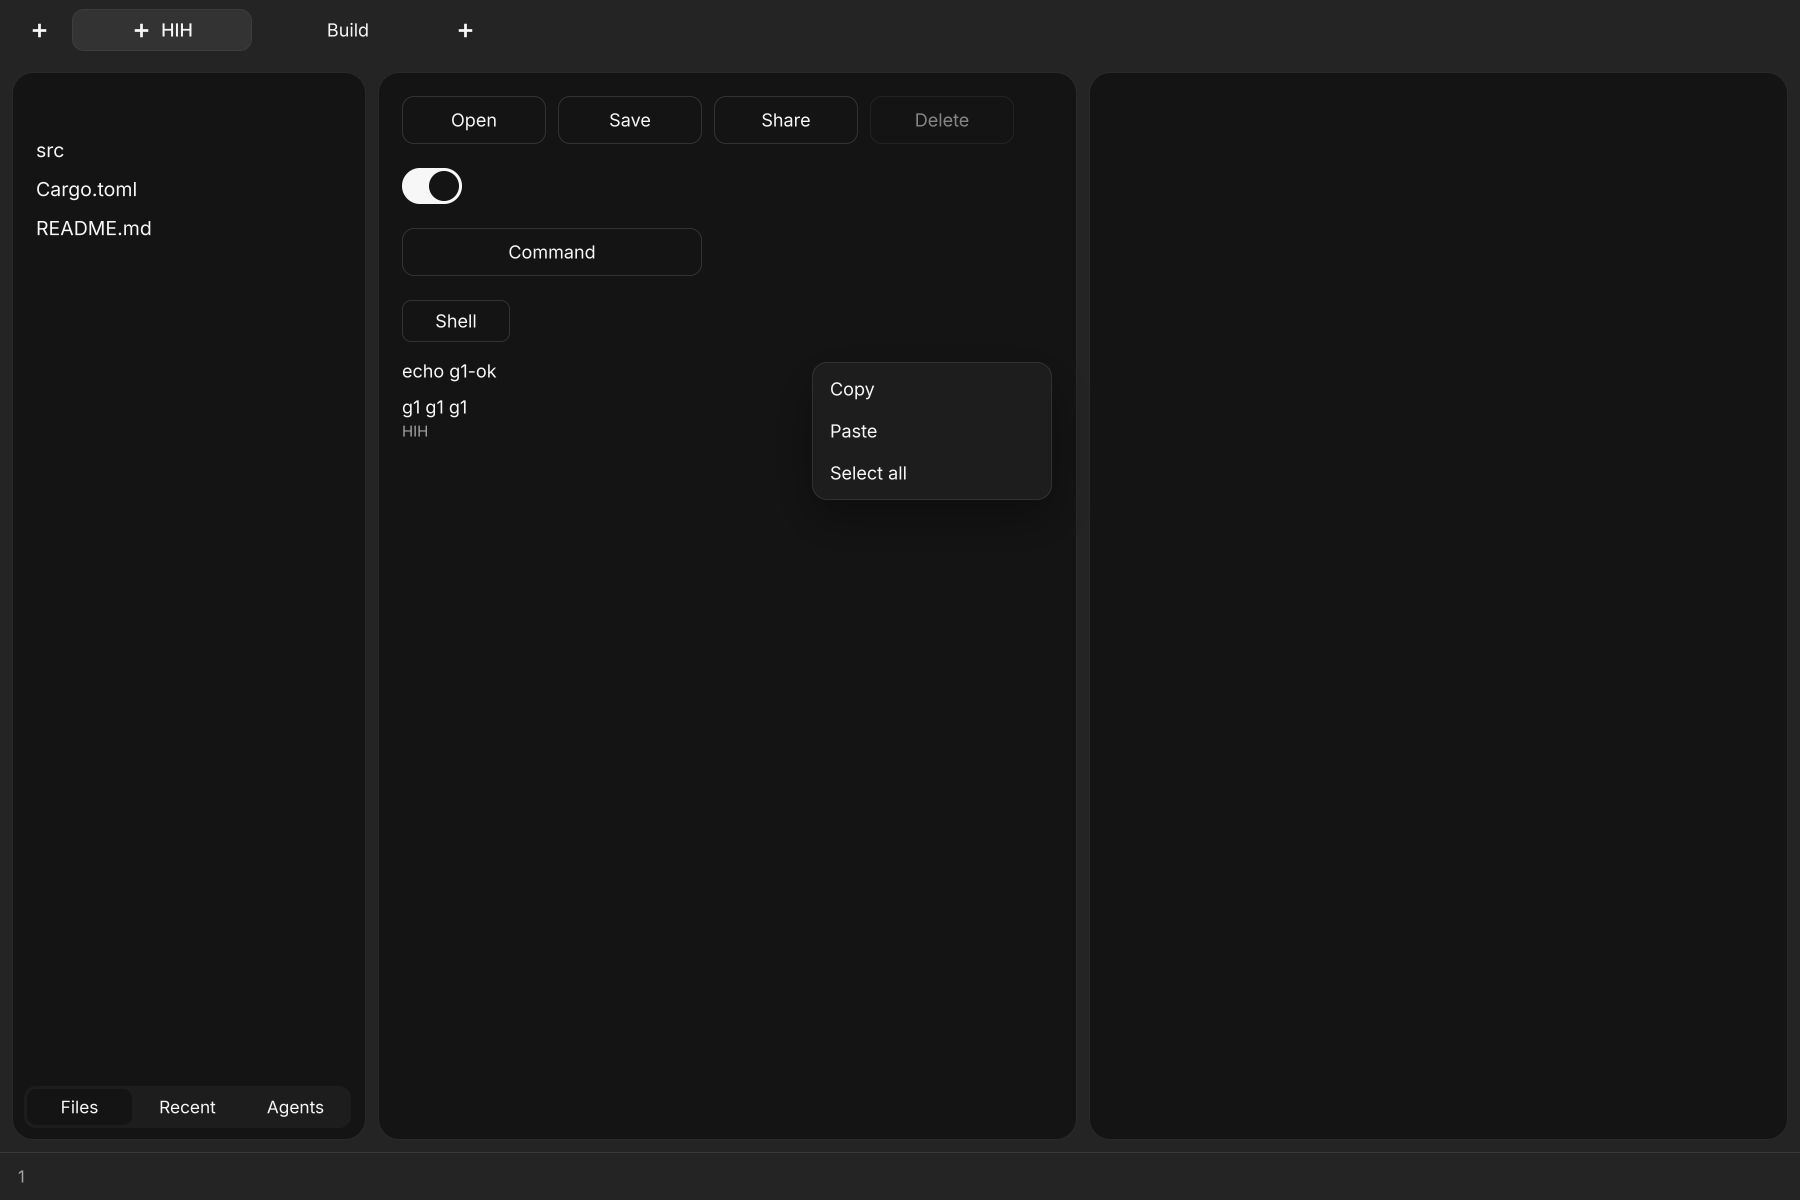 + + HIH Build +
src
Cargo.toml
README.md
Files Recent Agents
Open Save Share Delete
Command
Shell
echo g1-ok
g1 g1 g1
HIH
Copy
Paste
Select all
1